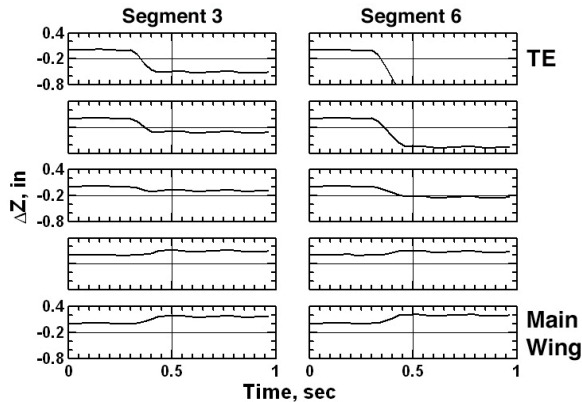 Segment 3 Segment 6
0.4
-0.2
-0.8
TE
0.4
-0.2
-0.8
ΔZ, in
0.4
-0.2
-0.8
Main
Wing
0 0.5 1 0 0.5 1
Time, sec